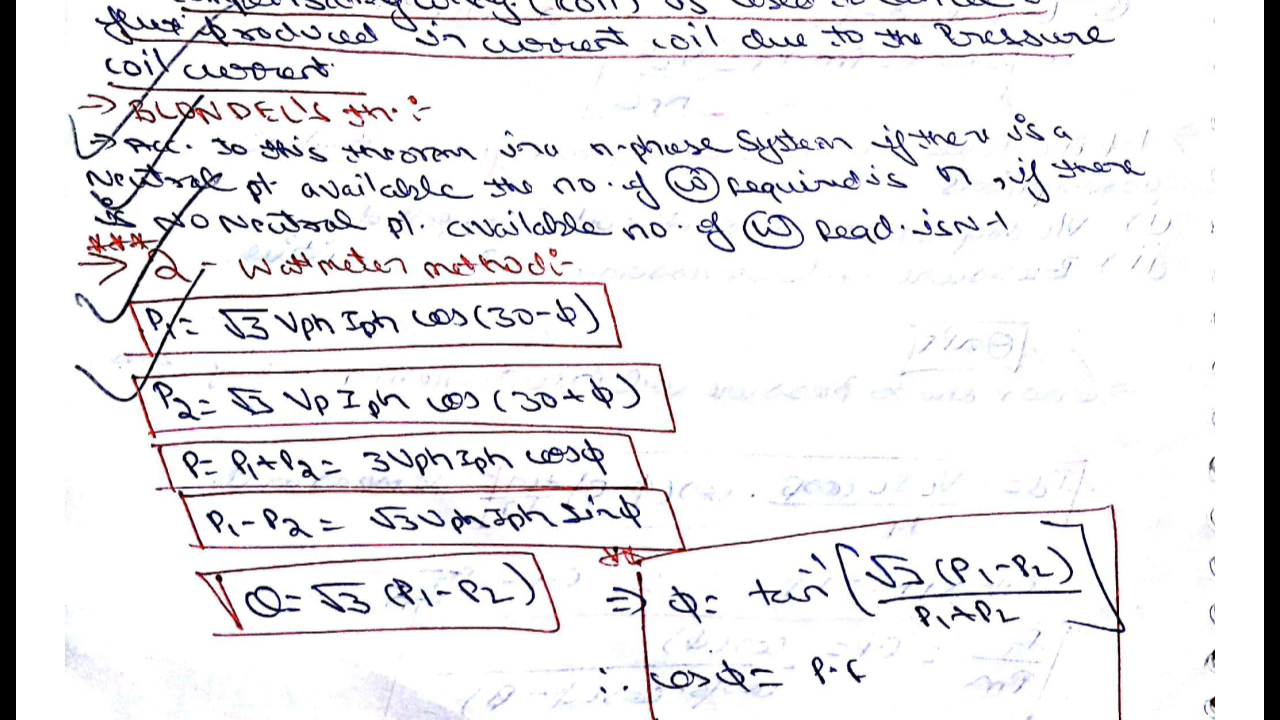 flux produced in current coil due to the Pressure
coil current.
→ BLONDEL'S th. :-
→ Acc. to this theorem in a n-phase System if there is a
Neutral pt. available the no. of (W) required is n, if there
is No Neutral pt. available no. of (W) read. is N-1
*** 
→ 2 - Wattmeter method :-
P₁ = √3 Vph Iph cos(30-ϕ)
P₂ = √3 Vp Iph cos (30+ϕ)
P = P₁+P₂ = 3Vph Iph cosϕ
P₁-P₂ = √3 Vph Iph Sinϕ
Q = √3 (P₁-P₂) ⇒ ** ϕ = tan⁻¹ (√3 (P₁-P₂) / P₁+P₂)
∴ cosϕ = P.f